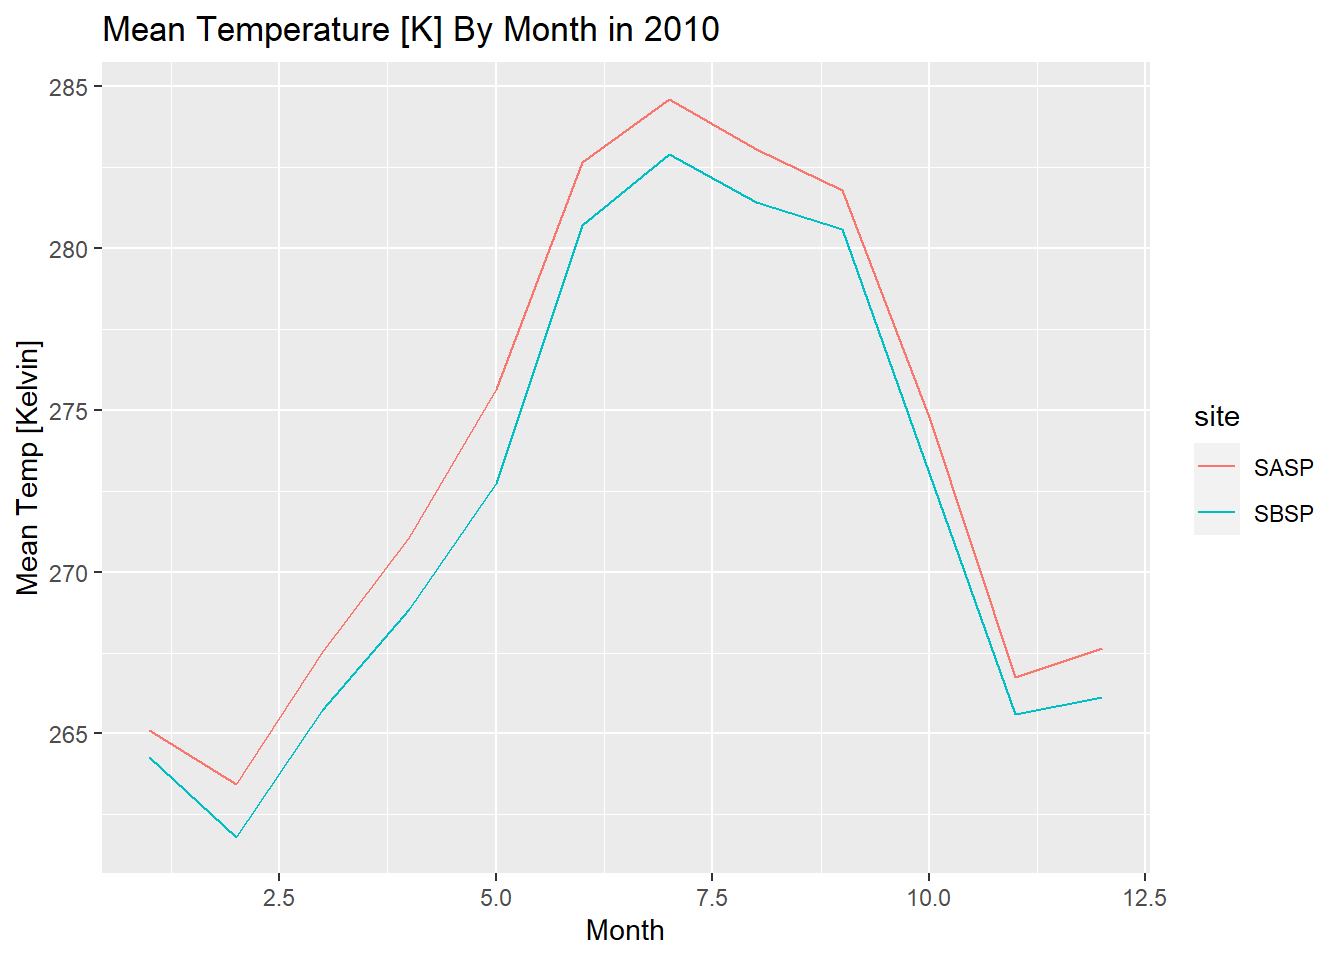 Mean Temperature [K] By Month in 2010
285
280
275
270
265
Mean Temp [Kelvin]
2.5 5.0 7.5 10.0 12.5
Month
site
SASP
SBSP